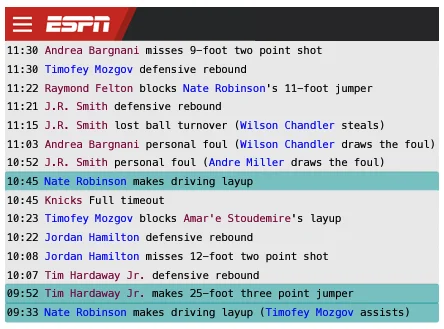 ESPN
11:30 Andrea Bargnani misses 9-foot two point shot
11:30 Timofey Mozgov defensive rebound
11:22 Raymond Felton blocks Nate Robinson's 11-foot jumper
11:21 J.R. Smith defensive rebound
11:15 J.R. Smith lost ball turnover (Wilson Chandler steals)
11:03 Andrea Bargnani personal foul (Wilson Chandler draws the foul)
10:52 J.R. Smith personal foul (Andre Miller draws the foul)
10:45 Nate Robinson makes driving layup
10:45 Knicks Full timeout
10:23 Timofey Mozgov blocks Amar'e Stoudemire's layup
10:22 Jordan Hamilton defensive rebound
10:08 Jordan Hamilton misses 12-foot two point shot
10:07 Tim Hardaway Jr. defensive rebound
09:52 Tim Hardaway Jr. makes 25-foot three point jumper
09:33 Nate Robinson makes driving layup (Timofey Mozgov assists)